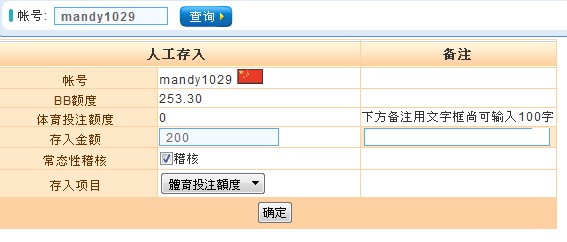 帐号: mandy1029 查询
人工存入 备注
帐号 mandy1029
BB额度 253.30
体育投注额度 0 下方备注用文字框尚可输入100字
存入金额 200
常态性稽核 稽核
存入项目 體育投注額度
确定